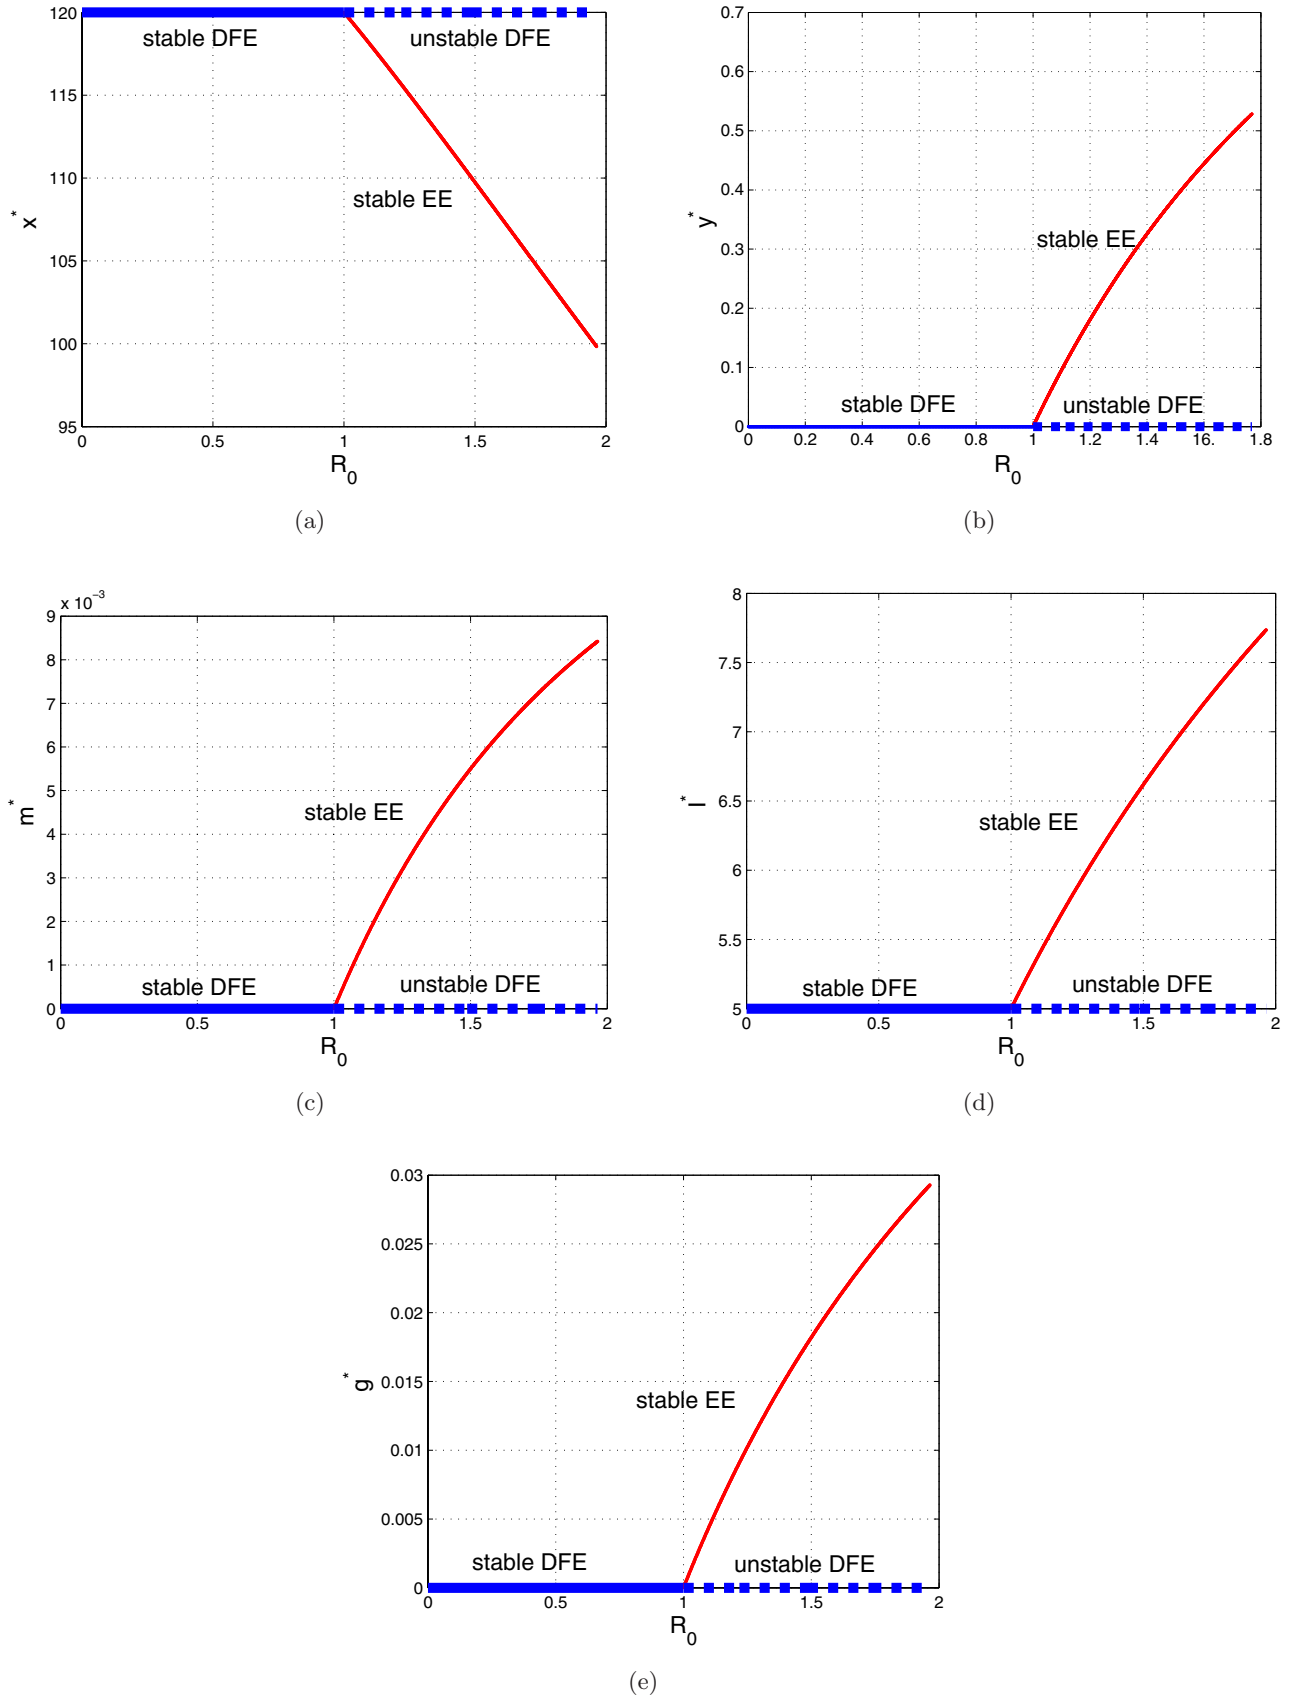 120
stable DFE
unstable DFE
115
110
stable EE
x*
105
100
95
0
0.5
1
1.5
2
R0
(a)
0.7
0.6
0.5
0.4
y*
stable EE
0.3
0.2
0.1
stable DFE
unstable DFE
0
0
0.2
0.4
0.6
0.8
1
1.2
1.4
16.
1.8
R0
(b)
x 10−3
9
8
7
6
5
stable EE
m*
4
3
2
1
stable DFE
unstable DFE
0
0
0.5
1
1.5
2
R0
(c)
8
7.5
7
6.5
stable EE
l*
6
5.5
stable DFE
unstable DFE
5
0
0.5
1
1.5
2
R0
(d)
0.03
0.025
0.02
0.015
g*
stable EE
0.01
0.005
stable DFE
unstable DFE
0
0
0.5
1
1.5
2
R0
(e)